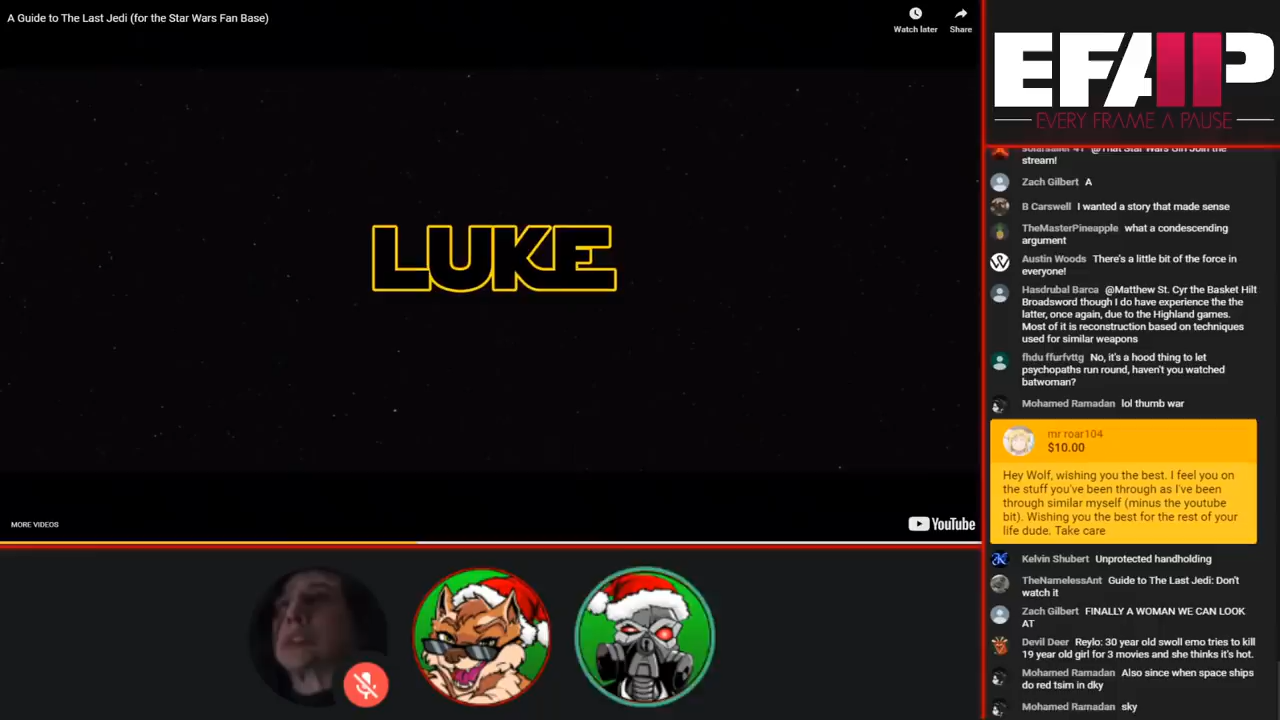 A Guide to The Last Jedi (for the Star Wars Fan Base)
Watch later
Share
LUKE
MORE VIDEOS
YouTube
EFAP
EVERY FRAME A PAUSE
solarsailer 41 @That Star Wars Girl Join the
stream!
Zach Gilbert A
B Carswell I wanted a story that made sense
TheMasterPineapple what a condescending
argument
Austin Woods There's a little bit of the force in
everyone!
Hasdrubal Barca @Matthew St. Cyr the Basket Hilt
Broadsword though I do have experience the the
latter, once again, due to the Highland games.
Most of it is reconstruction based on techniques
used for similar weapons
fhdu ffurfvttg No, it's a hood thing to let
psychopaths run round, haven't you watched
batwoman?
Mohamed Ramadan lol thumb war
mr roar104
$10.00
Hey Wolf, wishing you the best. I feel you on
the stuff you've been through as I've been
through similar myself (minus the youtube
bit). Wishing you the best for the rest of your
life dude. Take care
Kelvin Shubert Unprotected handholding
TheNamelessAnt Guide to The Last Jedi: Don't
watch it
Zach Gilbert FINALLY A WOMAN WE CAN LOOK
AT
Devil Deer Reylo: 30 year old swoll emo tries to kill
19 year old girl for 3 movies and she thinks it's hot.
Mohamed Ramadan Also since when space ships
do red tsim in dky
Mohamed Ramadan sky